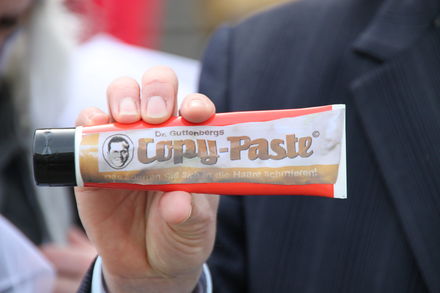 Dr. Guttenbergs
Copy-Paste©
Das können Sie sich in die Haare schmieren!